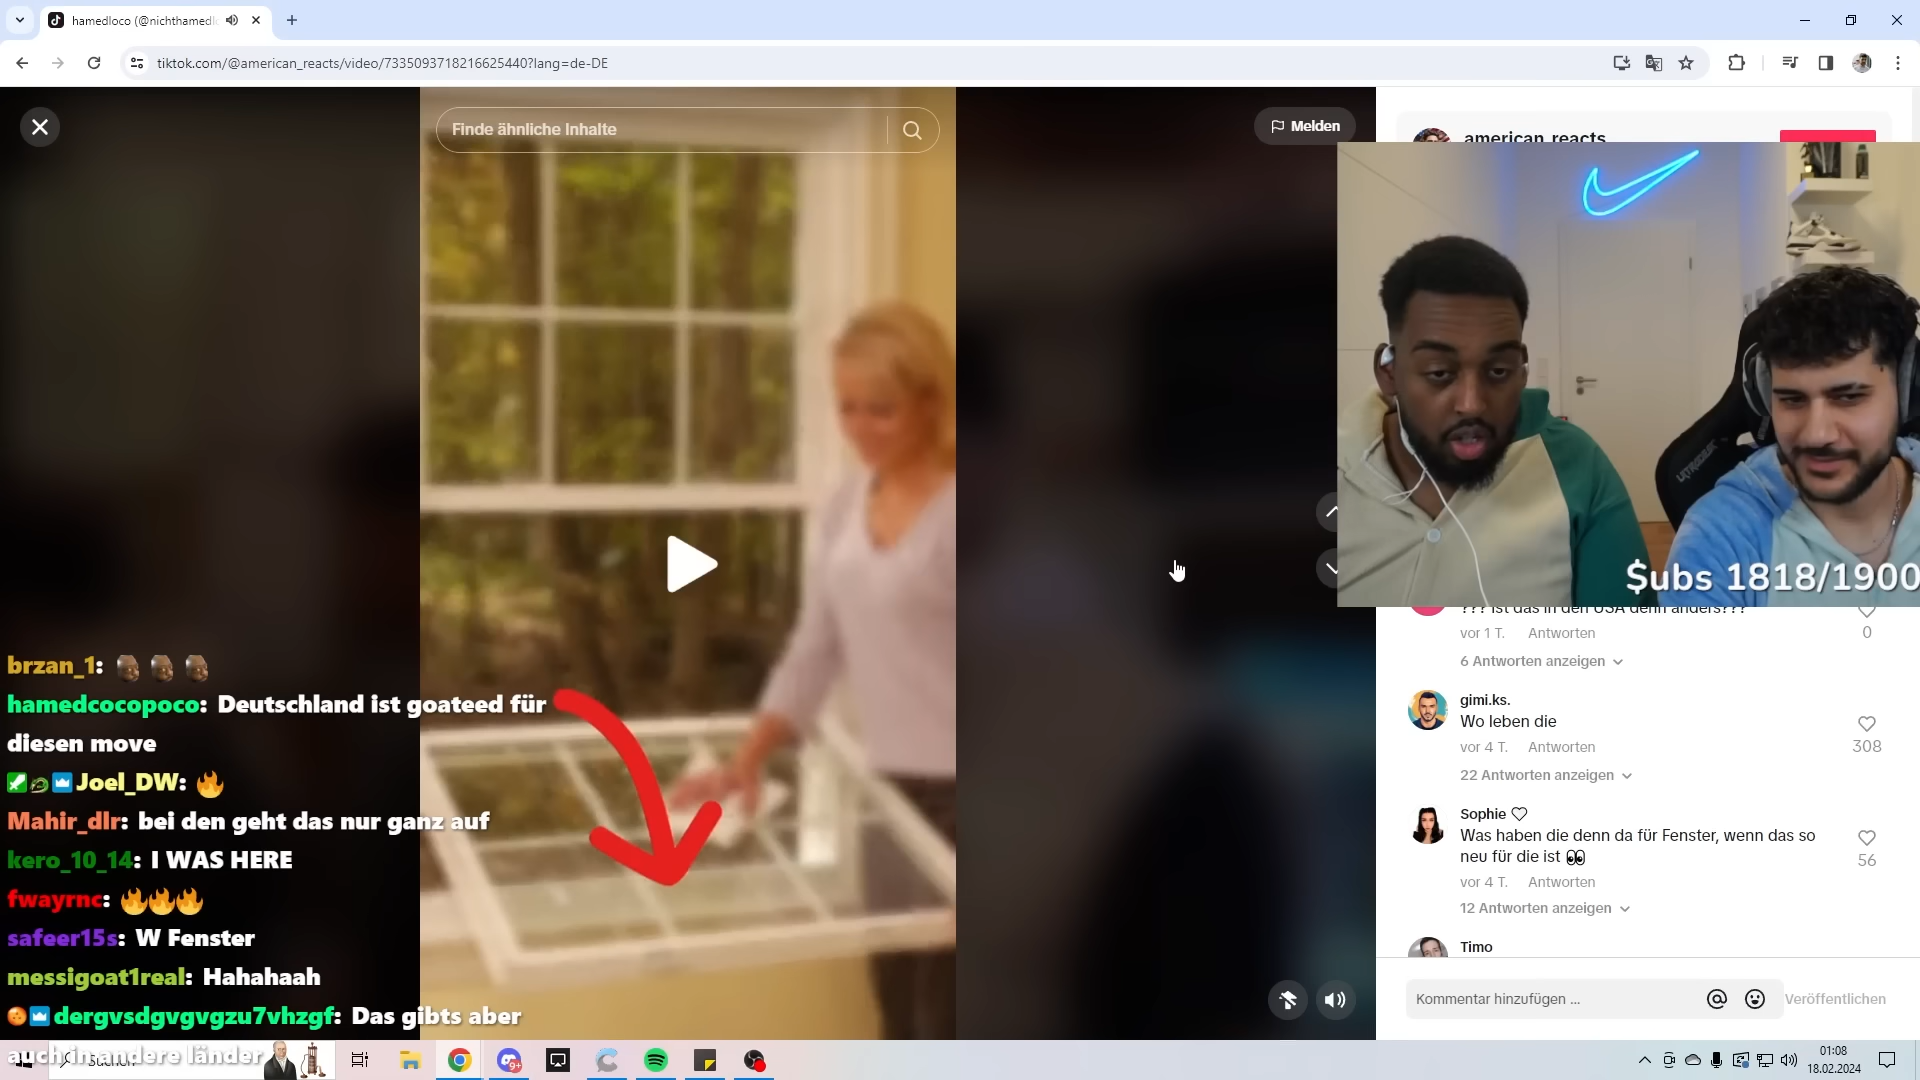 hamedloco (@nichthamedl
tiktok.com/@american_reacts/video/7335093718216625440?lang=de-DE
Finde ähnliche Inhalte
Melden
american_reacts
$ubs 1818/1900
??? ist das in den USA denn anders???
vor 1 T. Antworten
0
6 Antworten anzeigen
gimi.ks.
Wo leben die
308
vor 4 T. Antworten
22 Antworten anzeigen
Sophie ♡
Was haben die denn da für Fenster, wenn das so
neu für die ist 👀
56
vor 4 T. Antworten
12 Antworten anzeigen
Timo
Kommentar hinzufügen ...
Veröffentlichen
brzan_1:
hamedcocopoco: Deutschland ist goateed für
diesen move
Joel_DW: 🔥
Mahir_dlr: bei den geht das nur ganz auf
kero_10_14: I WAS HERE
fwayrnc: 🔥🔥🔥
safeer15s: W Fenster
messigoat1real: Hahahaah
dergvsdgvgvgzu7vhzgf: Das gibts aber
auch in andere länder
Suchen
9+
01:08
18.02.2024